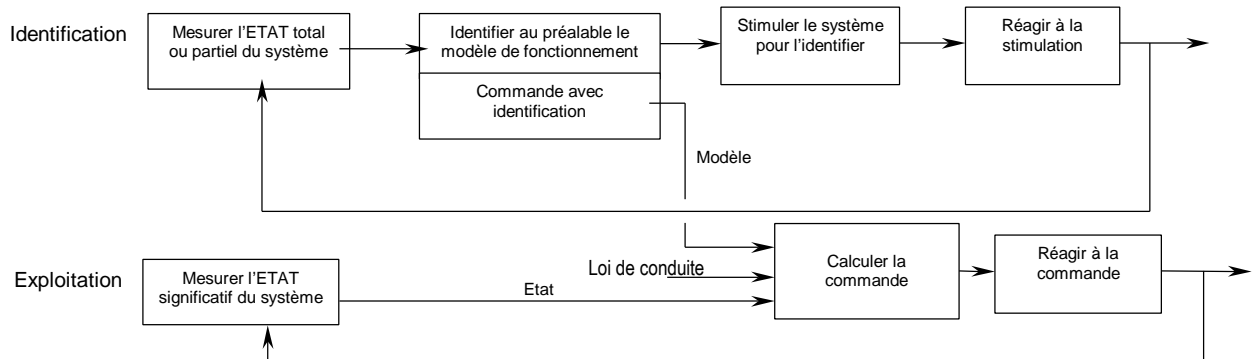 Identification
Mesurer l'ETAT total
ou partiel du système
Identifier au préalable le
modèle de fonctionnement
Commande avec
identification
Stimuler le système
pour l'identifier
Réagir à la
stimulation
Modèle
Exploitation
Mesurer l'ETAT
significatif du système
Loi de conduite
Etat
Calculer la
commande
Réagir à la
commande